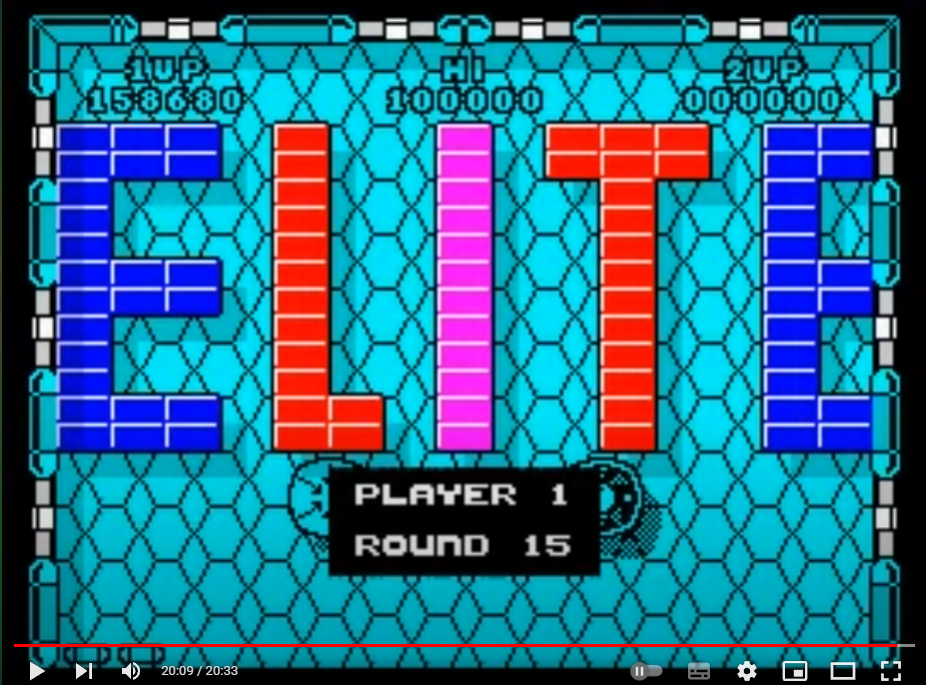 1UP HI 2UP
158680 100000 000000
ELITE
PLAYER 1
ROUND 15
20:09 / 20:33